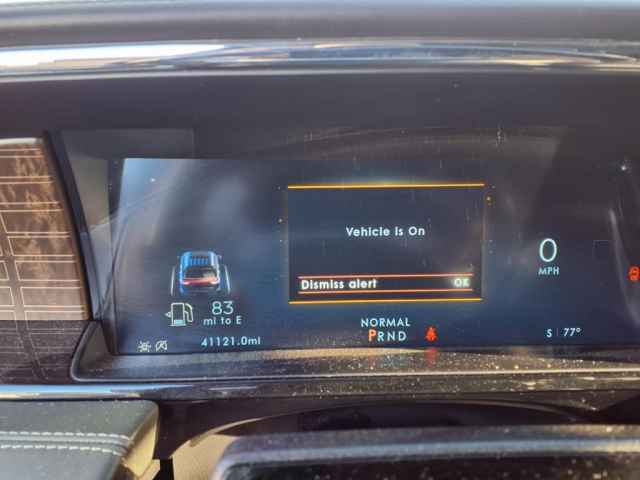 Vehicle is On
Dismiss alert OK
0
MPH
83
mi to E
41121.0mi
NORMAL
PRND
S 77°